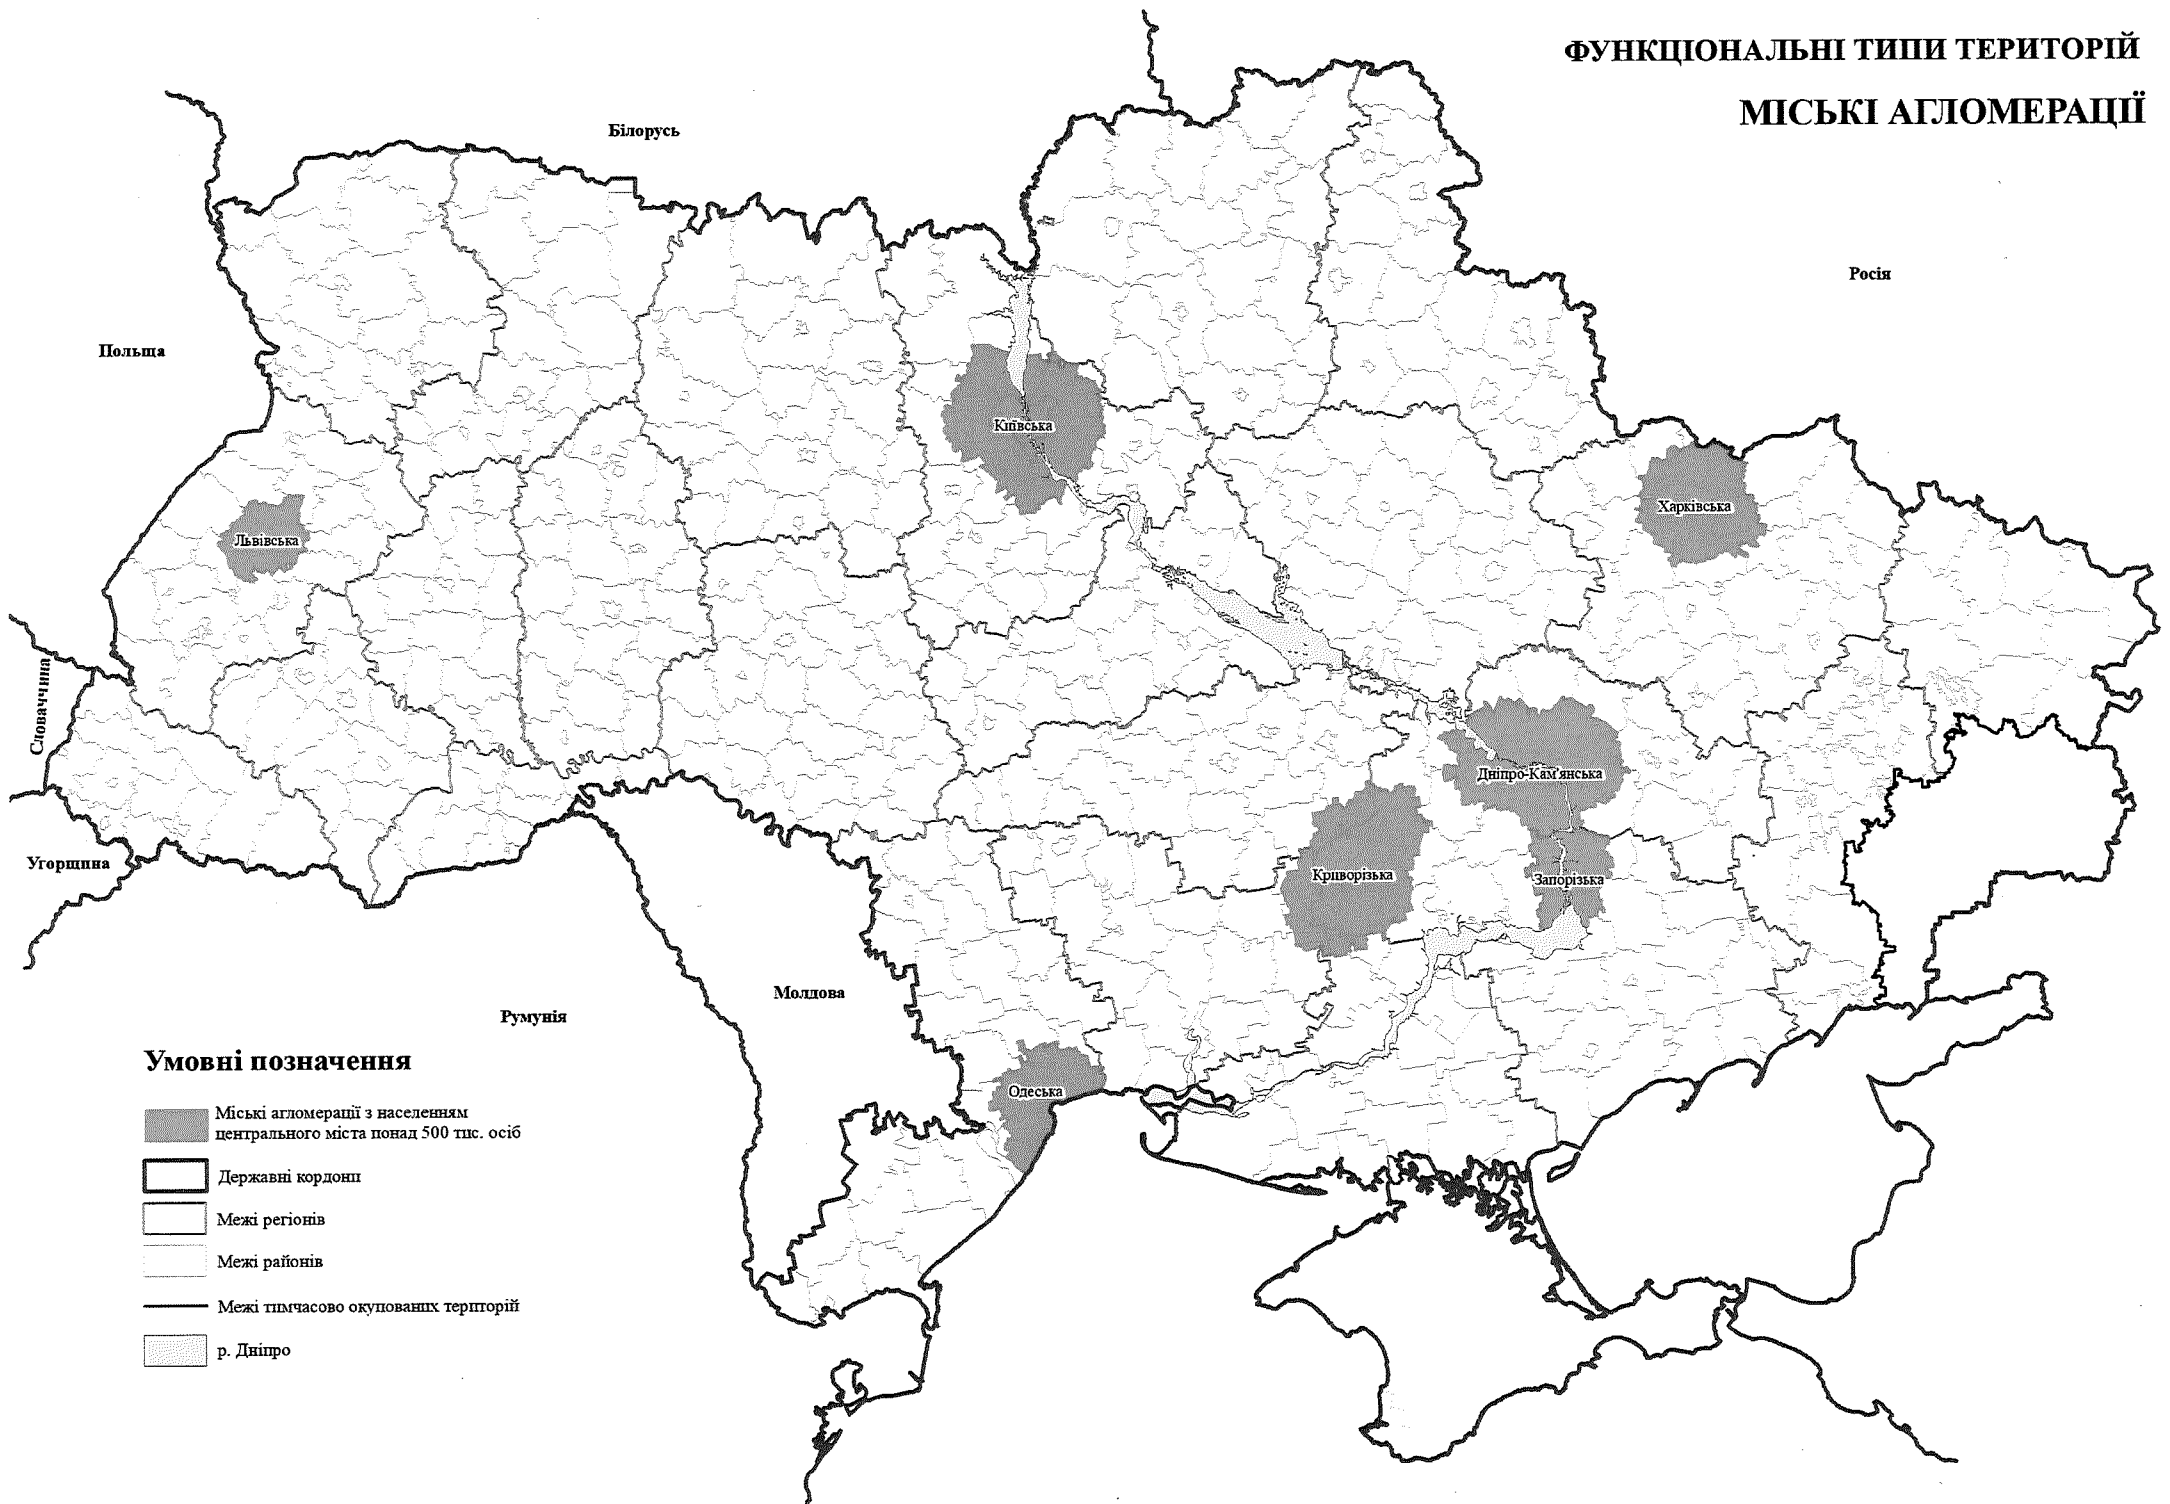 ФУНКЦІОНАЛЬНІ ТИПИ ТЕРИТОРІЙ
МІСЬКІ АГЛОМЕРАЦІЇ
Білорусь
Росія
Польща
Київська
Харківська
Львівська
Словаччина
Дніпро-Кам'янська
Угорщина
Криворізька
Запорізька
Молдова
Румунія
Одеська
Умовні позначення
Міські агломерації з населенням
центрального міста понад 500 тис. осіб
Державні кордони
Межі регіонів
Межі районів
Межі тимчасово окупованих територій
р. Дніпро